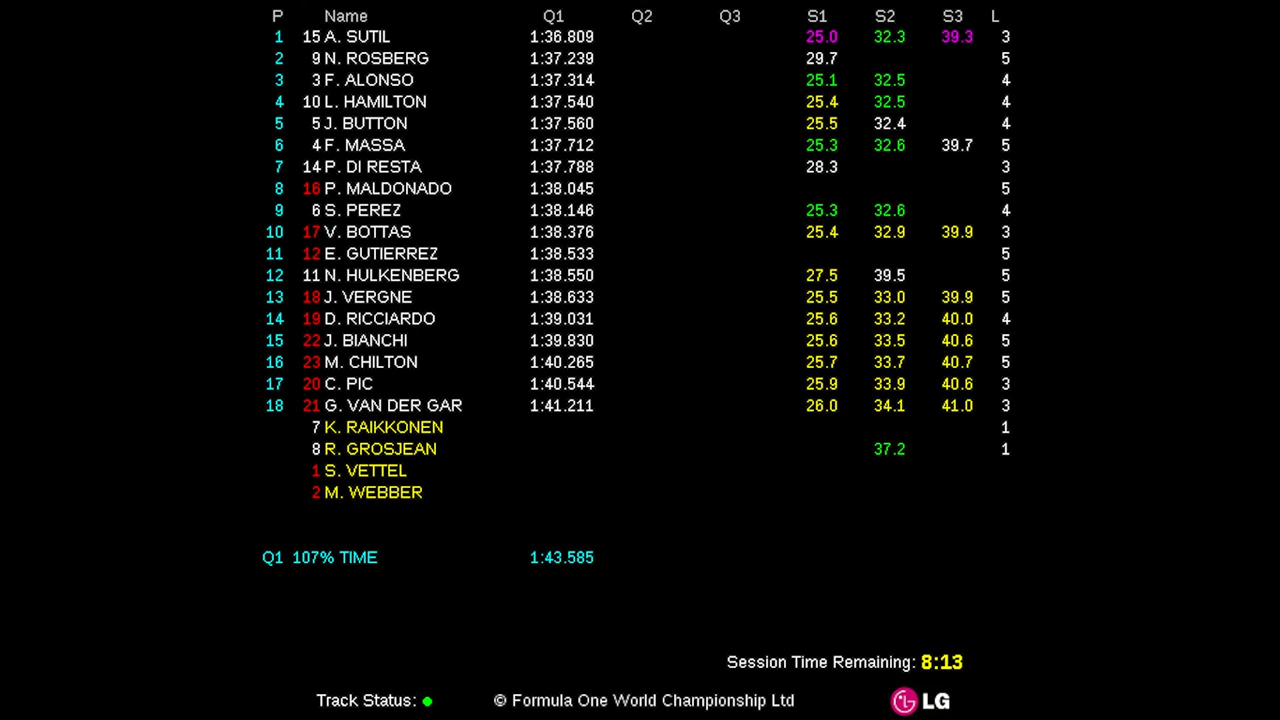 P Name Q1 Q2 Q3 S1 S2 S3 L
1 15 A. SUTIL 1:36.809 25.0 32.3 39.3 3
2 9 N. ROSBERG 1:37.239 29.7 5
3 3 F. ALONSO 1:37.314 25.1 32.5 4
4 10 L. HAMILTON 1:37.540 25.4 32.5 4
5 5 J. BUTTON 1:37.560 25.5 32.4 4
6 4 F. MASSA 1:37.712 25.3 32.6 39.7 5
7 14 P. DI RESTA 1:37.788 28.3 3
8 16 P. MALDONADO 1:38.045 5
9 6 S. PEREZ 1:38.146 25.3 32.6 4
10 17 V. BOTTAS 1:38.376 25.4 32.9 39.9 3
11 12 E. GUTIERREZ 1:38.533 5
12 11 N. HULKENBERG 1:38.550 27.5 39.5 5
13 18 J. VERGNE 1:38.633 25.5 33.0 39.9 5
14 19 D. RICCIARDO 1:39.031 25.6 33.2 40.0 4
15 22 J. BIANCHI 1:39.830 25.6 33.5 40.6 5
16 23 M. CHILTON 1:40.265 25.7 33.7 40.7 5
17 20 C. PIC 1:40.544 25.9 33.9 40.6 3
18 21 G. VAN DER GAR 1:41.211 26.0 34.1 41.0 3
7 K. RAIKKONEN 1
8 R. GROSJEAN 37.2 1
1 S. VETTEL
2 M. WEBBER
Q1 107% TIME 1:43.585
Session Time Remaining: 8:13
Track Status: © Formula One World Championship Ltd LG